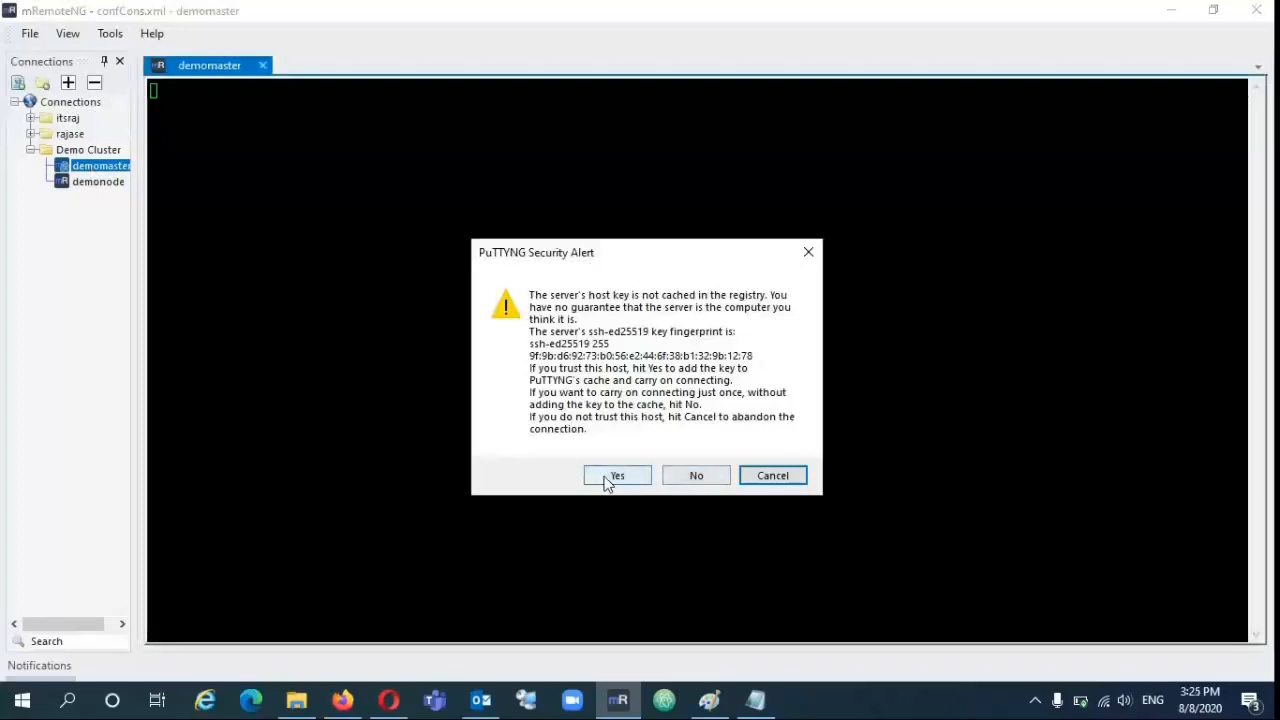 mRemoteNG - confCons.xml - demomaster
File View Tools Help
Connections
demomaster
Connections
itsraj
rajase
Demo Cluster
demomaster
demonode
PuTTYNG Security Alert
The server's host key is not cached in the registry. You
have no guarantee that the server is the computer you
think it is.
The server's ssh-ed25519 key fingerprint is:
ssh-ed25519 255
9f:9b:d6:92:73:b0:56:e2:44:6f:38:b1:32:9b:12:78
If you trust this host, hit Yes to add the key to
PuTTYNG's cache and carry on connecting.
If you want to carry on connecting just once, without
adding the key to the cache, hit No.
If you do not trust this host, hit Cancel to abandon the
connection.
Yes No Cancel
Search
Notifications
ENG
3:25 PM
8/8/2020
3